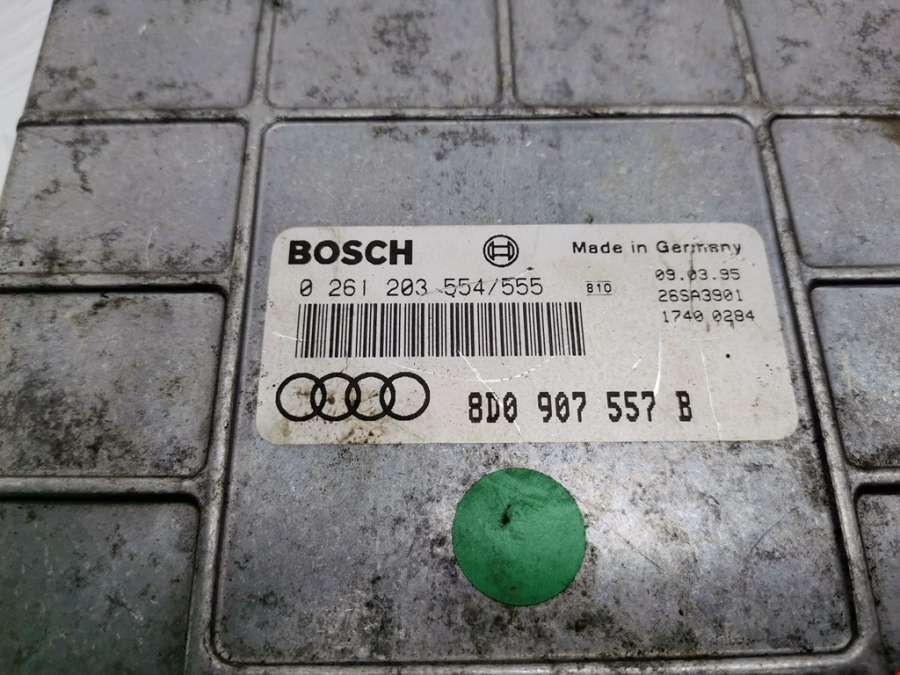 BOSCH Made in Germany
0 261 203 554/555 810 09.03.95
26SA3901
1740 0284
8D0 907 557 B